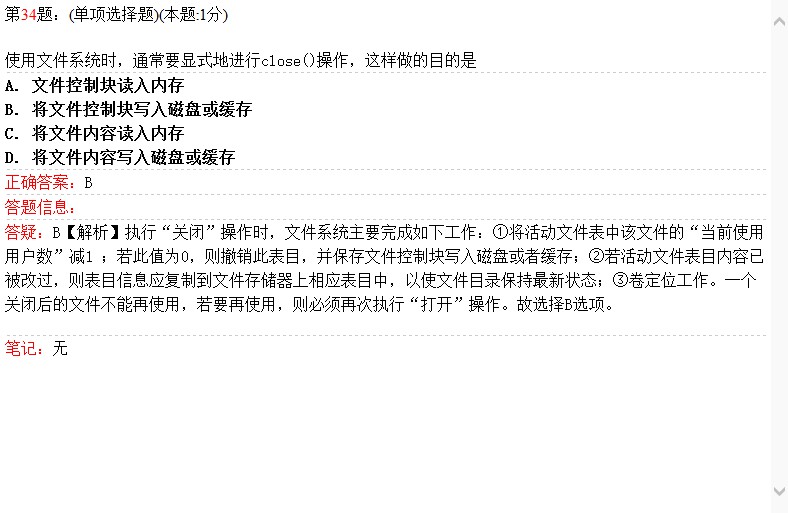 第34题：(单项选择题)(本题:1分)
使用文件系统时，通常要显式地进行close()操作，这样做的目的是
A. 文件控制块读入内存
B. 将文件控制块写入磁盘或缓存
C. 将文件内容读入内存
D. 将文件内容写入磁盘或缓存
正确答案：B
答题信息：
答疑：B【解析】执行“关闭”操作时，文件系统主要完成如下工作：①将活动文件表中该文件的“当前使用
用户数”减1 ；若此值为0，则撤销此表目，并保存文件控制块写入磁盘或者缓存；②若活动文件表目内容已
被改过，则表目信息应复制到文件存储器上相应表目中，以使文件目录保持最新状态；③卷定位工作。一个
关闭后的文件不能再使用，若要再使用，则必须再次执行“打开”操作。故选择B选项。
笔记：无